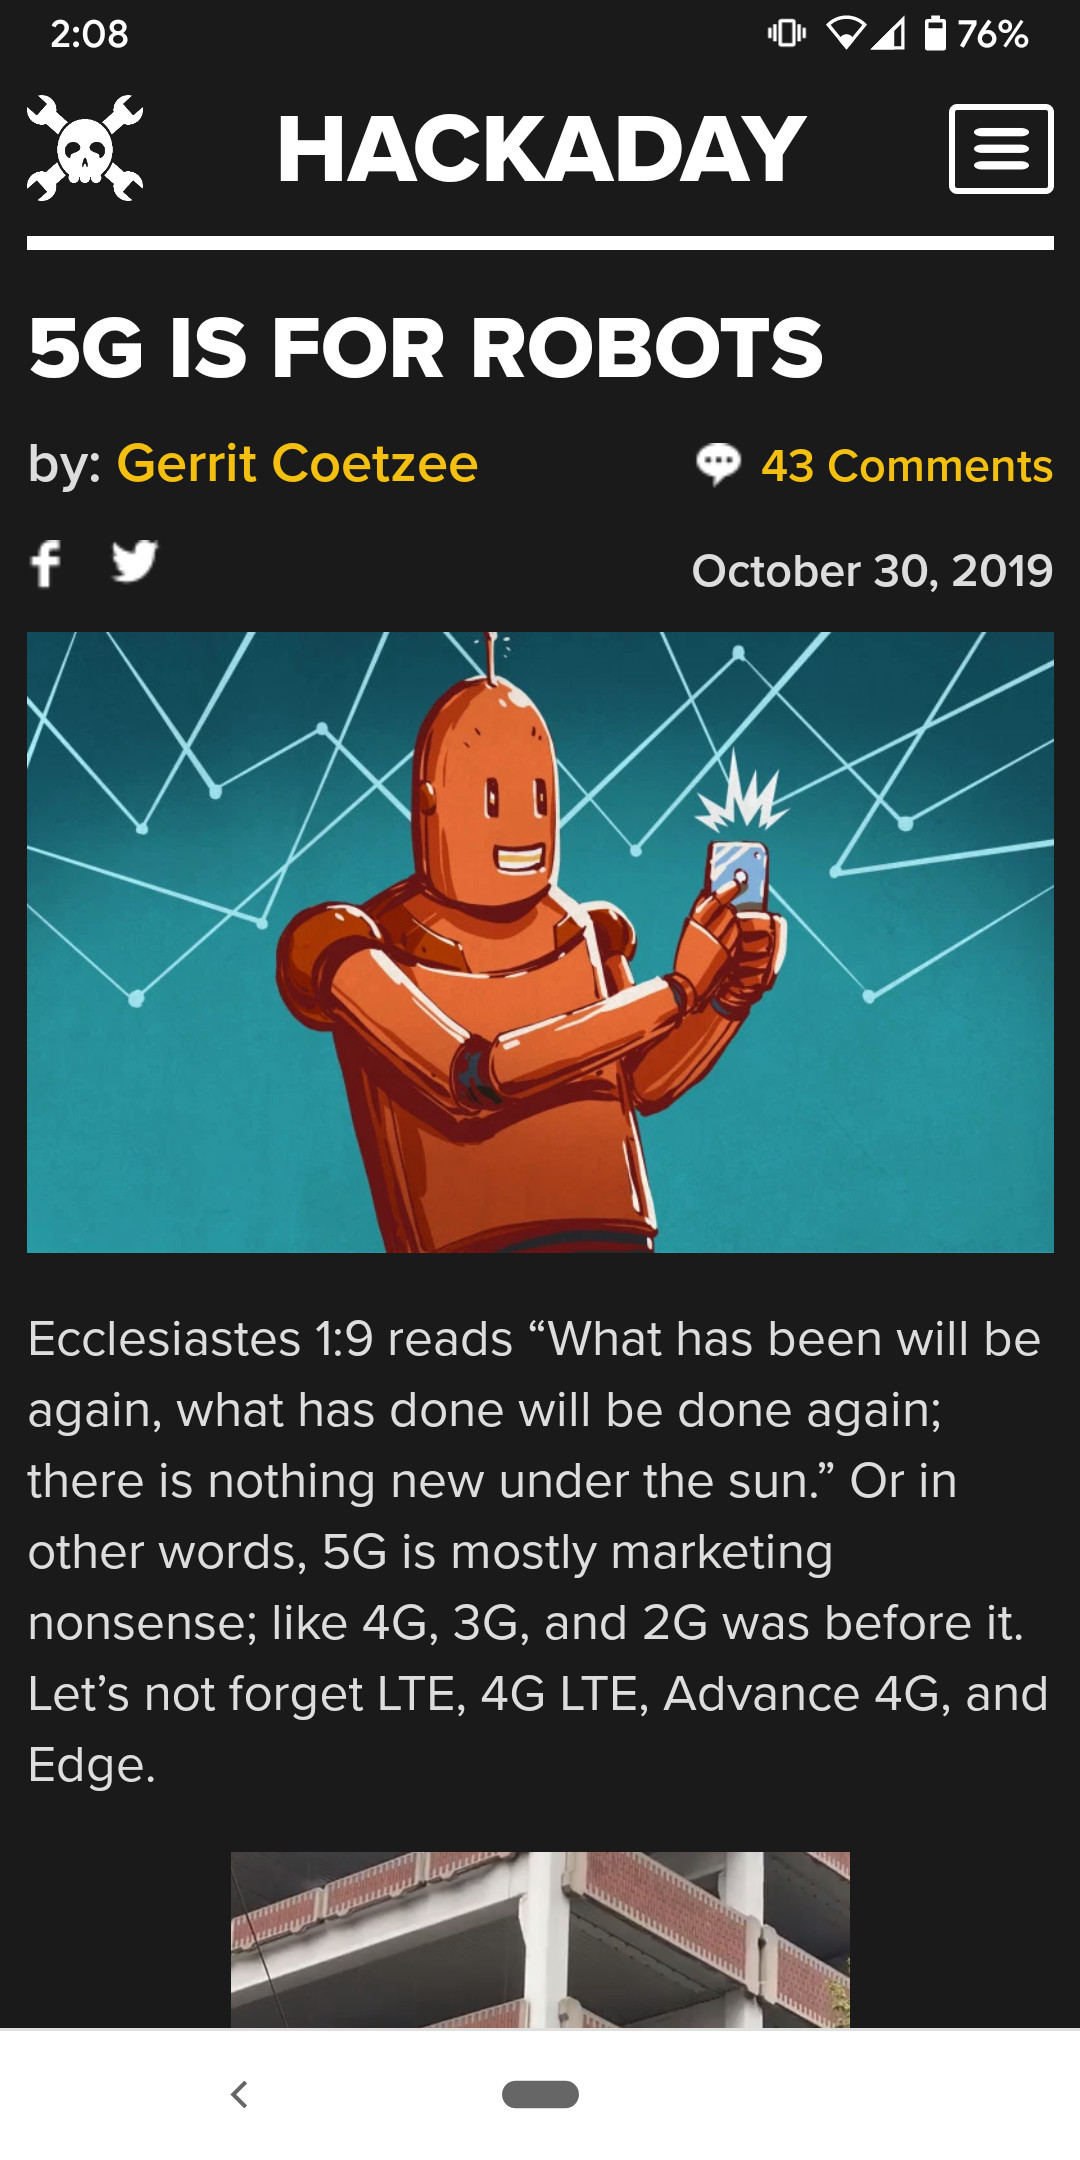 2:08
76%
HACKADAY
5G IS FOR ROBOTS
by: Gerrit Coetzee
43 Comments
October 30, 2019
Ecclesiastes 1:9 reads “What has been will be
again, what has done will be done again;
there is nothing new under the sun.” Or in
other words, 5G is mostly marketing
nonsense; like 4G, 3G, and 2G was before it.
Let’s not forget LTE, 4G LTE, Advance 4G, and
Edge.